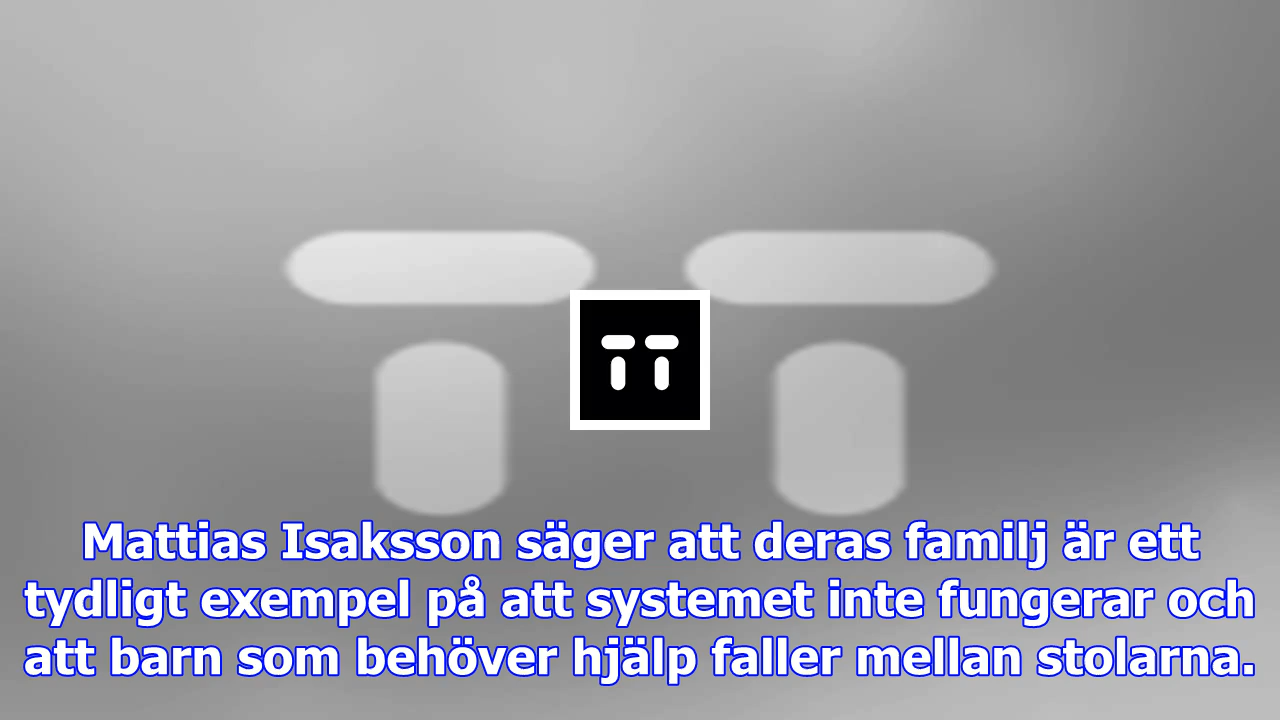 Mattias Isaksson säger att deras familj är ett
tydligt exempel på att systemet inte fungerar och
att barn som behöver hjälp faller mellan stolarna.